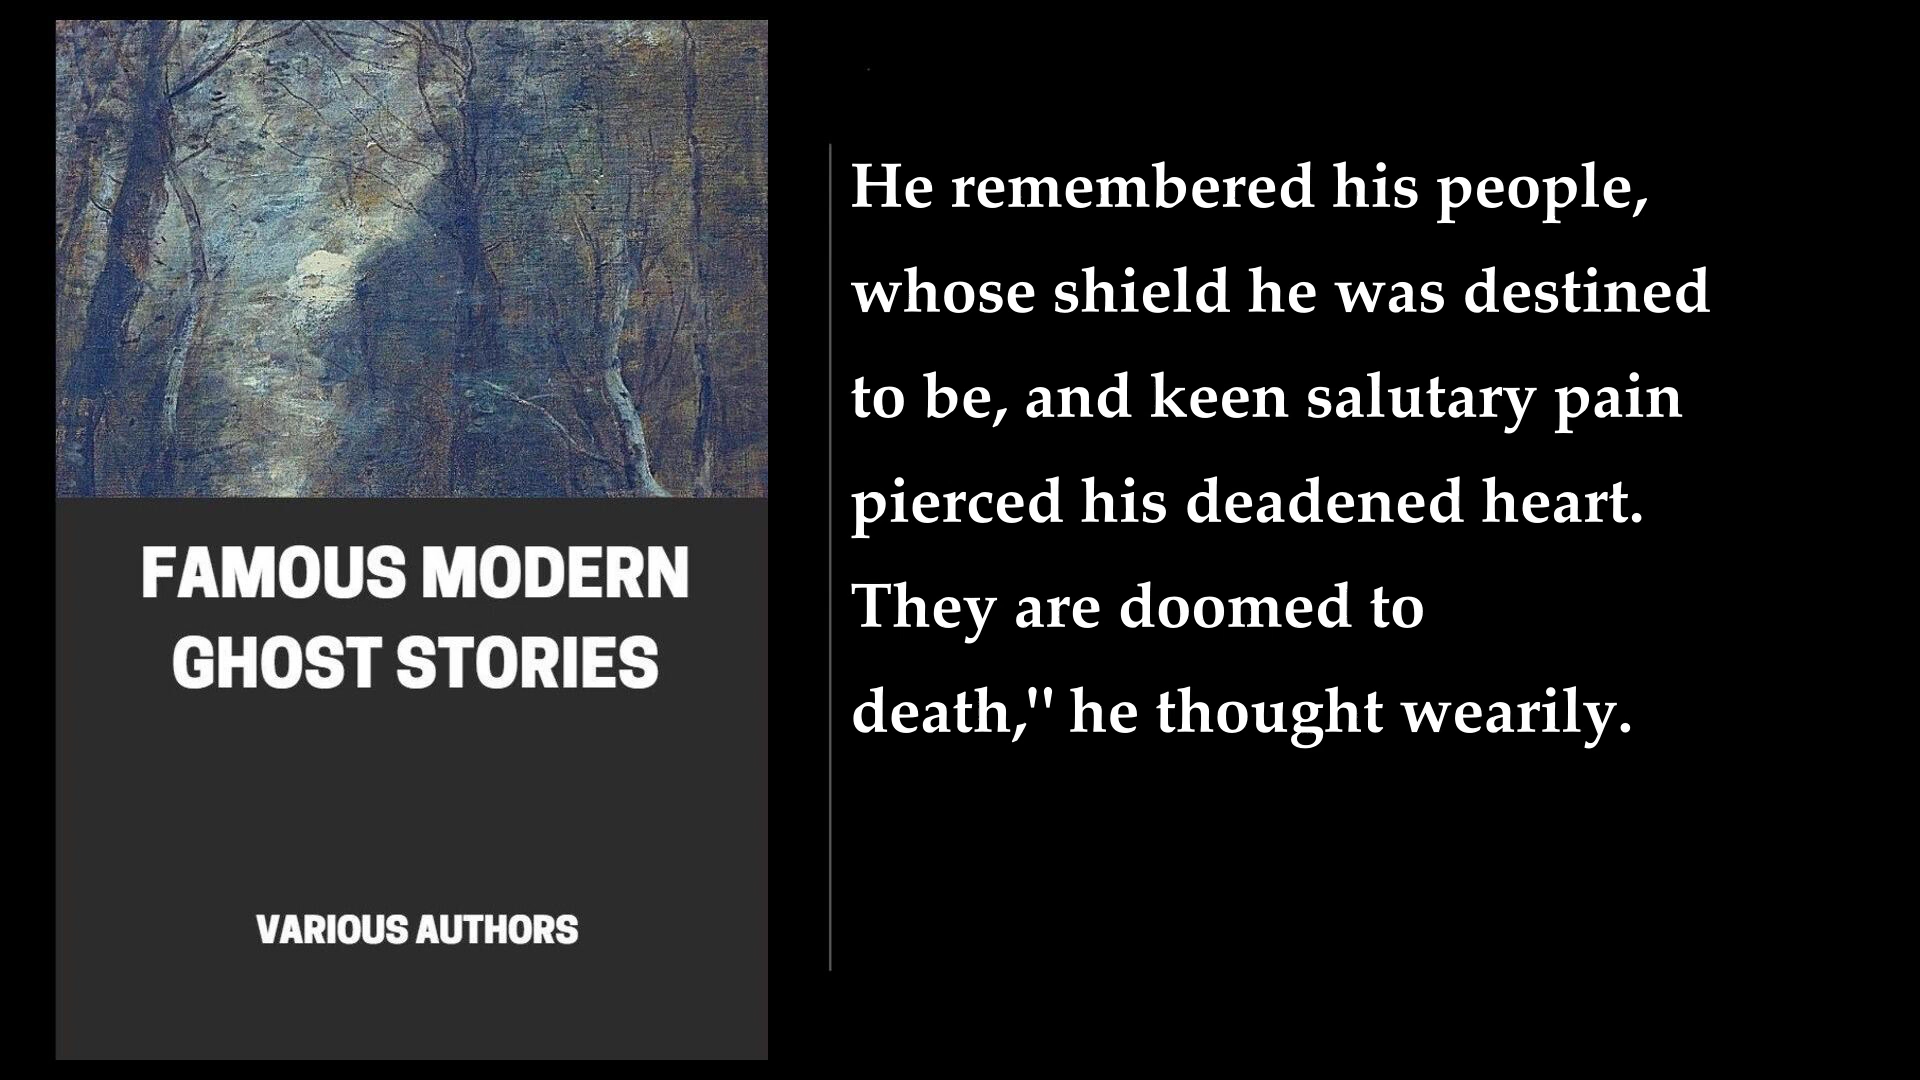 FAMOUS MODERN
GHOST STORIES
VARIOUS AUTHORS
He remembered his people,
whose shield he was destined
to be, and keen salutary pain
pierced his deadened heart.
They are doomed to
death," he thought wearily.